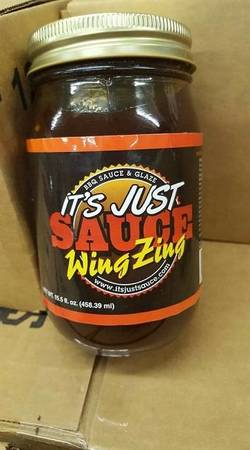 BBQ SAUCE & GLAZE
IT'S JUST
SAUCE
Wing Zing
www.itsjustsauce.com
NET WT. 15.5 fl. oz. (458.39 ml)